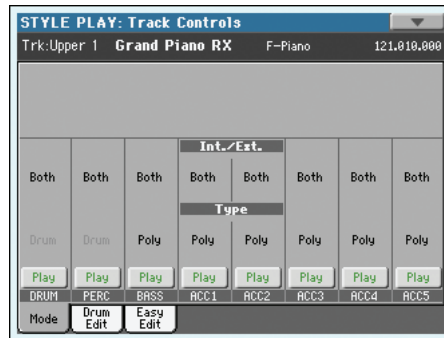 STYLE PLAY: Track Controls
Trk:Upper 1 Grand Piano RX F-Piano 121.010.000
Int./Ext.
Both Both Both Both Both Both Both Both
Type
Drum Drum Poly Poly Poly Poly Poly Poly
Play Play Play Play Play Play Play Play
DRUM PERC BASS ACC1 ACC2 ACC3 ACC4 ACC5
Mode Drum Edit Easy Edit